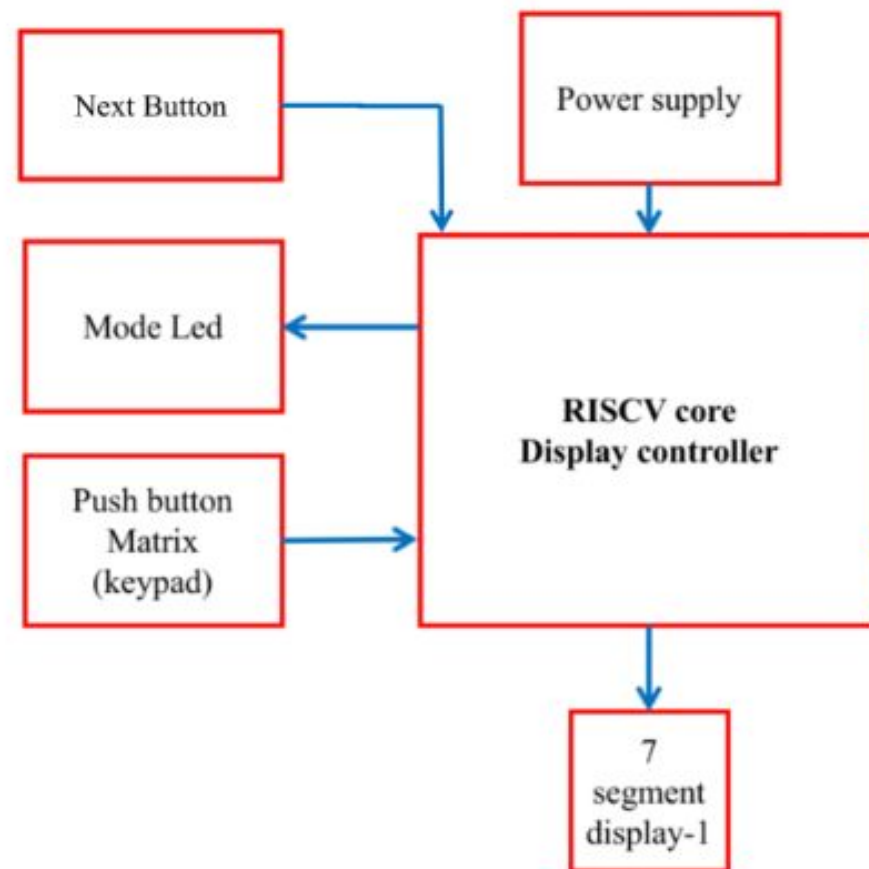 Next Button
Power supply
Mode Led
RISCV core
Display controller
Push button
Matrix
(keypad)
7
segment
display-1